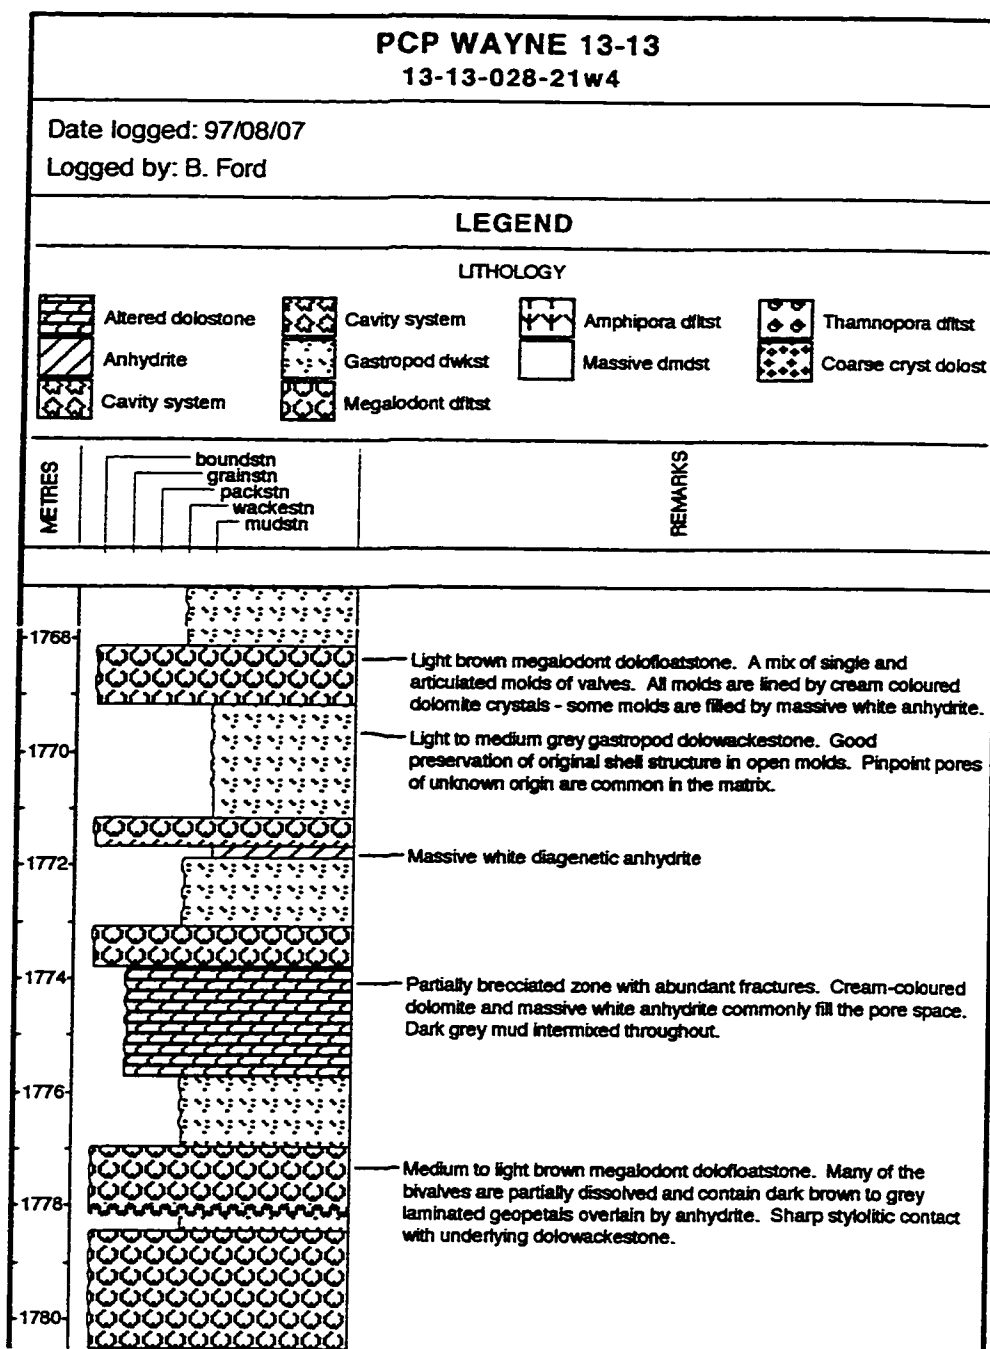 PCP WAYNE 13-13
13-13-028-21w4
Date logged: 97/08/07
Logged by: B. Ford
LEGEND
LITHOLOGY
Altered dolostone
Cavity system
Amphipora dfltst
Thamnopora dfltst
Anhydrite
Gastropod dwkst
Massive dmdst
Coarse cryst dolost
Cavity system
Megalodont dfltst
METRES
boundstn
grainstn
packstn
wackestn
mudstn
REMARKS
1768
Light brown megalodont dolofloatstone. A mix of single and
articulated molds of valves. All molds are lined by cream coloured
dolomite crystals - some molds are filled by massive white anhydrite.
1770
Light to medium grey gastropod dolowackestone. Good
preservation of original shell structure in open molds. Pinpoint pores
of unknown origin are common in the matrix.
1772
Massive white diagenetic anhydrite
1774
Partially brecciated zone with abundant fractures. Cream-coloured
dolomite and massive white anhydrite commonly fill the pore space.
Dark grey mud intermixed throughout.
1776
Medium to light brown megalodont dolofloatstone. Many of the
bivalves are partially dissolved and contain dark brown to grey
laminated geopetals overlain by anhydrite. Sharp stylolitic contact
with underlying dolowackestone.
1778
1780